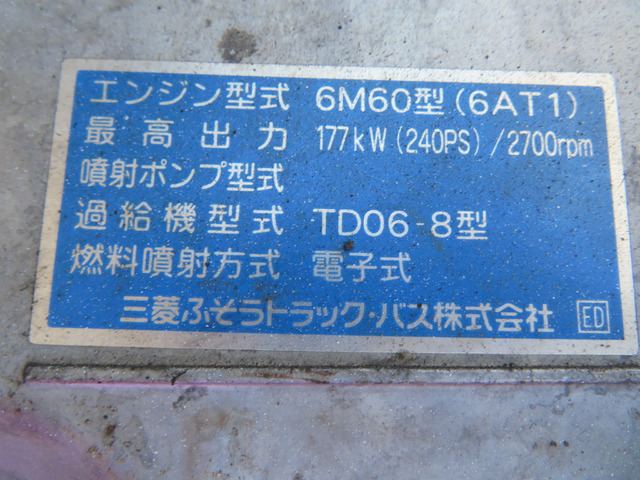 エンジン型式 6M60型(6AT1)
最高出力 177kW(240PS)/2700rpm
噴射ポンプ型式
過給機型式 TD06-8型
燃料噴射方式 電子式
三菱ふそうトラック・バス株式会社 ED